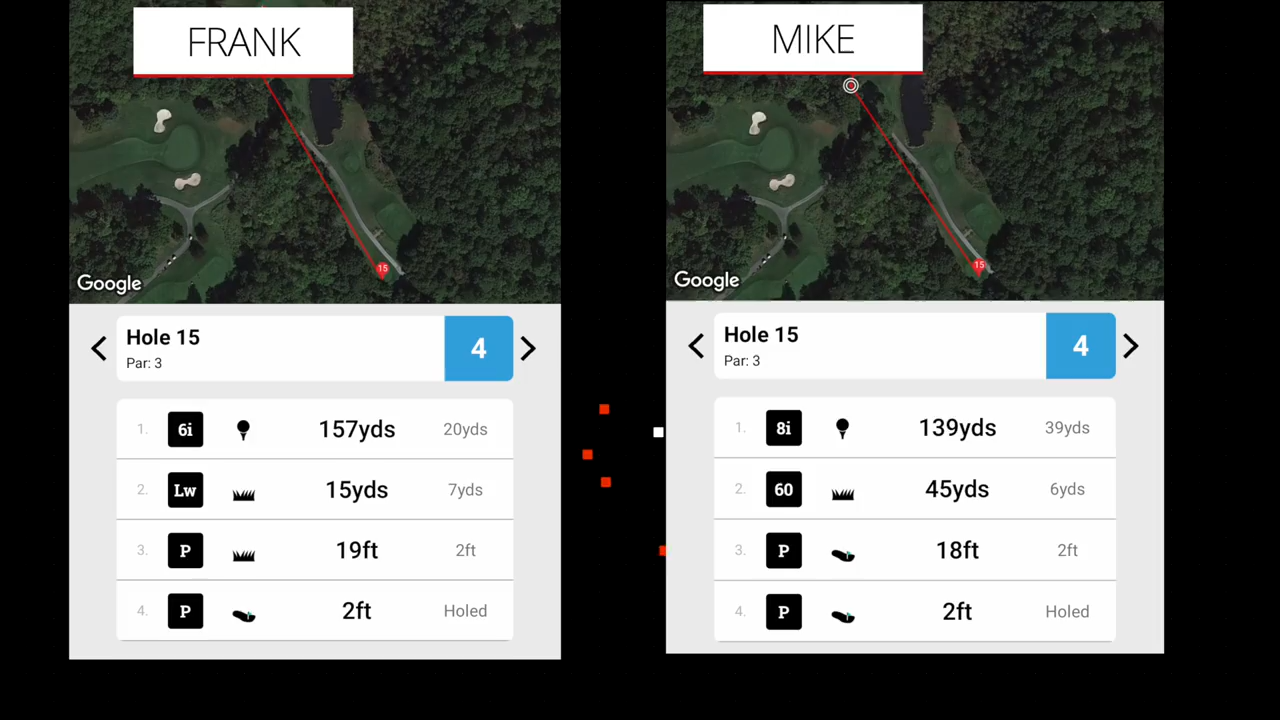 FRANK
15
Google
Hole 15
Par: 3
4
1. 6i 157yds 20yds
2. Lw 15yds 7yds
3. P 19ft 2ft
4. P 2ft Holed
MIKE
15
Google
Hole 15
Par: 3
4
1. 8i 139yds 39yds
2. 60 45yds 6yds
3. P 18ft 2ft
4. P 2ft Holed